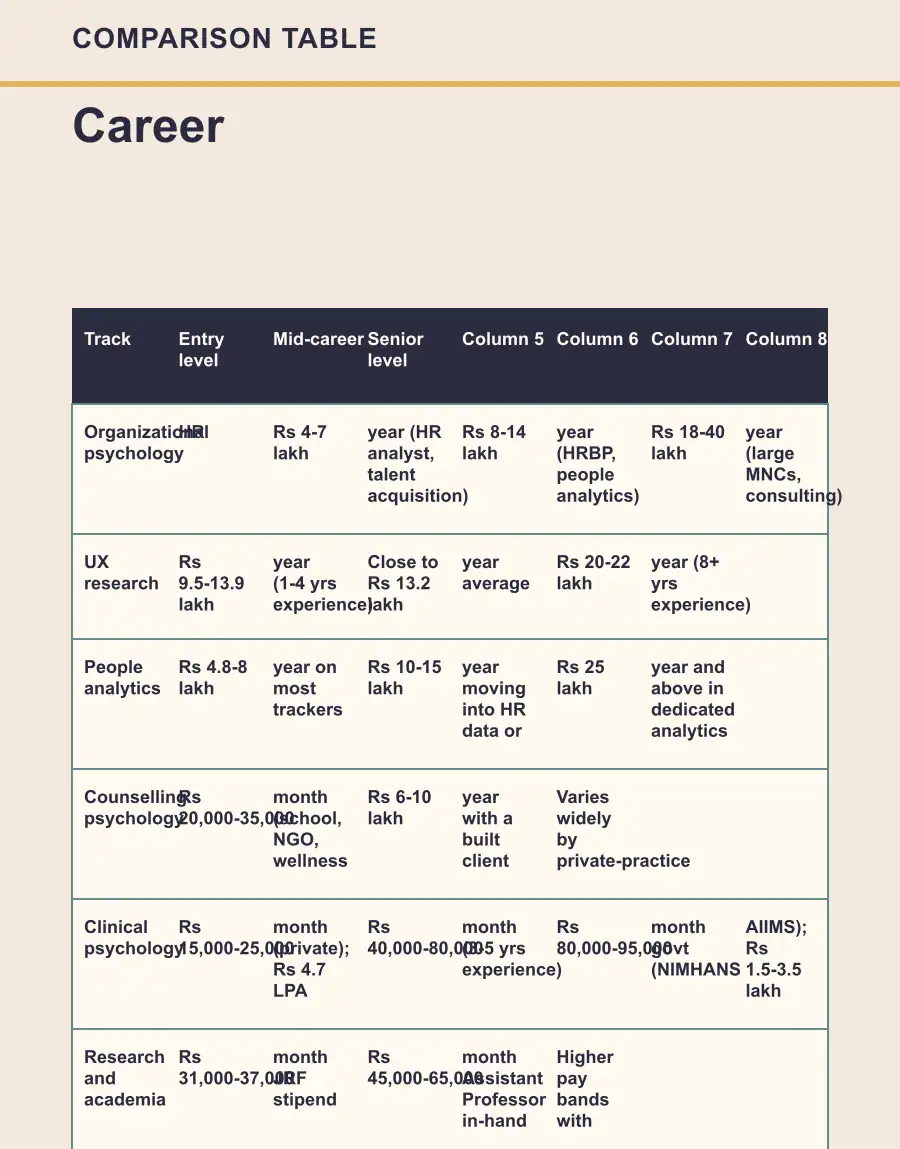 COMPARISON TABLE
Career
Track Entry level Mid-career Senior level Column 5 Column 6 Column 7 Column 8
Organizational psychology HR Rs 4-7 lakh year (HR analyst, talent acquisition) Rs 8-14 lakh year (HRBP, people analytics) Rs 18-40 lakh year (large MNCs, consulting)
UX research Rs 9.5-13.9 lakh year (1-4 yrs experience) Close to Rs 13.2 lakh year average Rs 20-22 lakh year (8+ yrs experience)
People analytics Rs 4.8-8 lakh year on most trackers Rs 10-15 lakh year moving into HR data or Rs 25 lakh year and above in dedicated analytics
Counselling psychology Rs 20,000-35,000 month (school, NGO, wellness Rs 6-10 lakh year with a built client Varies widely by private-practice
Clinical psychology Rs 15,000-25,000 month (private); Rs 4.7 LPA Rs 40,000-80,000 month (3-5 yrs experience) Rs 80,000-95,000 month govt (NIMHANS AIIMS); Rs 1.5-3.5 lakh
Research and academia Rs 31,000-37,000 month JRF stipend Rs 45,000-65,000 month Assistant Professor in-hand Higher pay bands with